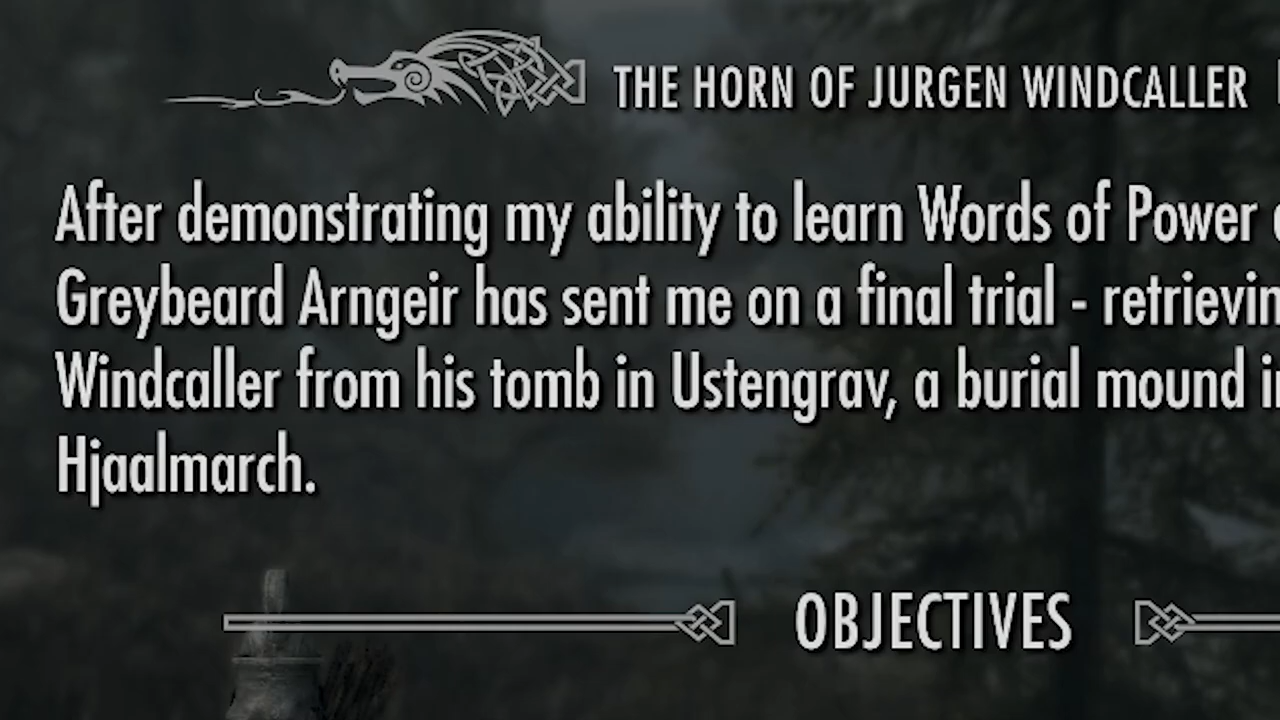 THE HORN OF JURGEN WINDCALLER
After demonstrating my ability to learn Words of Power
Greybeard Arngeir has sent me on a final trial - retrievin
Windcaller from his tomb in Ustengrav, a burial mound in
Hjaalmarch.
OBJECTIVES